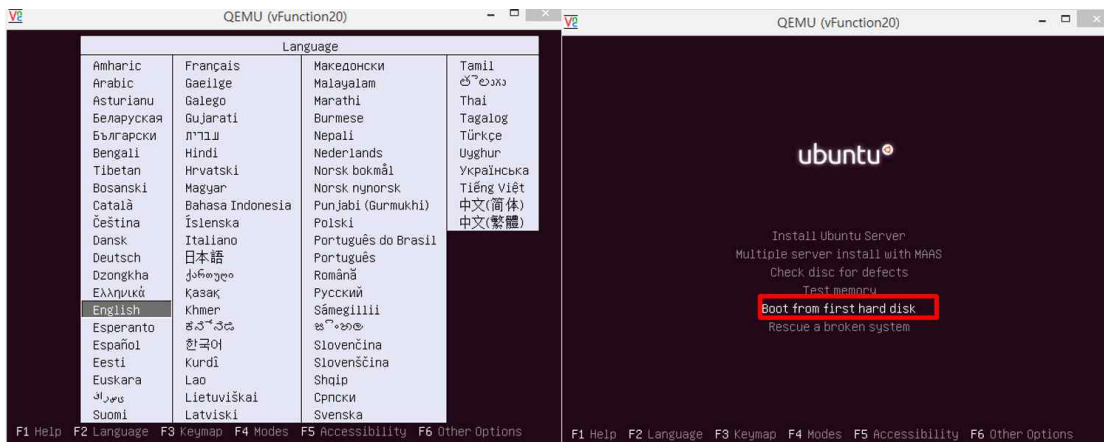 QEMU (vFunction20)
Language
Amharic
Arabic
Asturianu
Беларуская
Български
Bengali
Tibetan
Bosanski
Català
Čeština
Dansk
Deutsch
Dzongkha
Ελληνικά
English
Esperanto
Español
Eesti
Euskara
Suomi
Français
Gaeilge
Galego
Gujarati
עברית
Hindi
Hrvatski
Magyar
Bahasa Indonesia
Íslenska
Italiano
日本語
ქართული
Қазақ
Khmer
ಕನ್ನಡ
한국어
Kurdî
Lao
Lietuviškai
Latviski
Македонски
Malayalam
Marathi
Burmese
Nepali
Nederlands
Norsk bokmål
Norsk nynorsk
Punjabi (Gurmukhi)
Polski
Português do Brasil
Português
Română
Русский
Sámegillii
Slovenčina
Slovenščina
Shqip
Српски
Svenska
Tamil
తెలుగు
Thai
Tagalog
Türkçe
Uyghur
Українська
Tiếng Việt
中文(简体)
中文(繁體)
F1 Help F2 Language F3 Keymap F4 Modes F5 Accessibility F6 Other Options
QEMU (vFunction20)
ubuntu
Install Ubuntu Server
Multiple server install with MAAS
Check disc for defects
Test memory
Boot from first hard disk
Rescue a broken system
F1 Help F2 Language F3 Keymap F4 Modes F5 Accessibility F6 Other Options